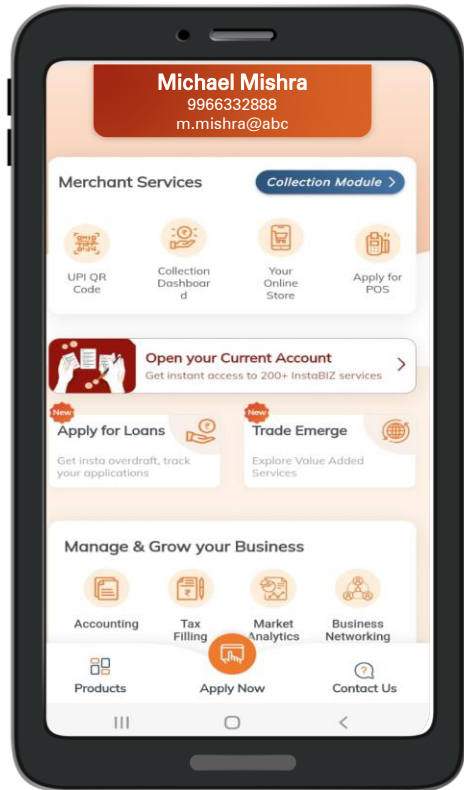 Michael Mishra
9966332888
m.mishra@abc
Merchant Services
Collection Module >
UPI QR
Code
Collection
Dashboar
d
Your
Online
Store
Apply for
POS
Open your Current Account
Get instant access to 200+ InstaBIZ services
New
Apply for Loans
Get insta overdraft, track
your applications
New
Trade Emerge
Explore Value Added
Services
Manage & Grow your Business
Accounting
Tax
Filling
Market
Analytics
Business
Networking
Products
Apply Now
Contact Us